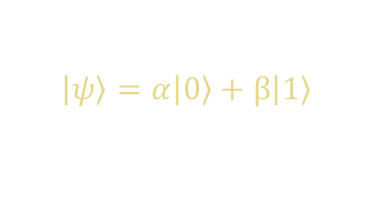 |ψ⟩ = α|0⟩ + β|1⟩